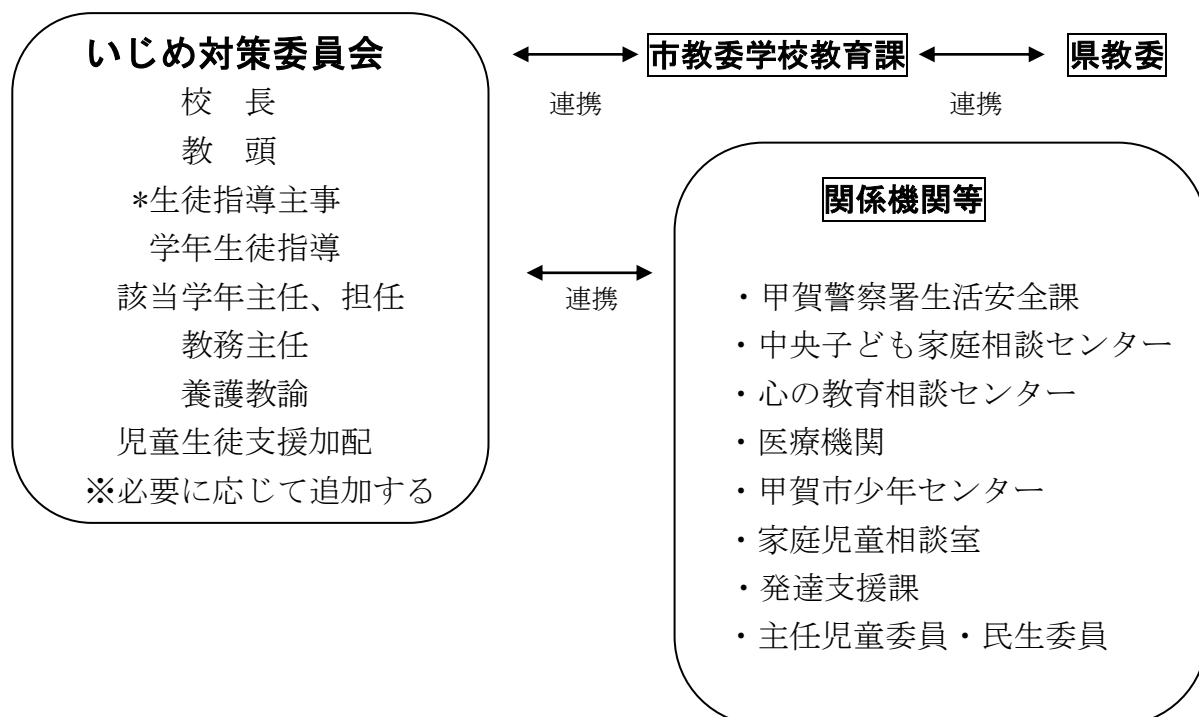 いじめ対策委員会
校　長
教　頭
*生徒指導主事
学年生徒指導
該当学年主任、担任
教務主任
養護教諭
児童生徒支援加配
※必要に応じて追加する
連携
市教委学校教育課
連携
県教委
連携
関係機関等
・甲賀警察署生活安全課
・中央子ども家庭相談センター
・心の教育相談センター
・医療機関
・甲賀市少年センター
・家庭児童相談室
・発達支援課
・主任児童委員・民生委員